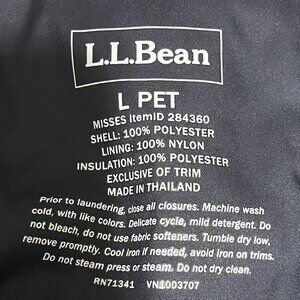 L.L.Bean
L PET
MISSES ItemID 284360
SHELL: 100% POLYESTER
LINING: 100% NYLON
INSULATION: 100% POLYESTER
EXCLUSIVE OF TRIM
MADE IN THAILAND
Prior to laundering, close all closures. Machine wash
cold, with like colors. Delicate cycle, mild detergent. Do
not bleach, do not use fabric softeners. Tumble dry low,
remove promptly. Cool iron if needed, avoid iron on trims.
Do not steam press or steam. Do not dry clean.
RN71341 VN1003707